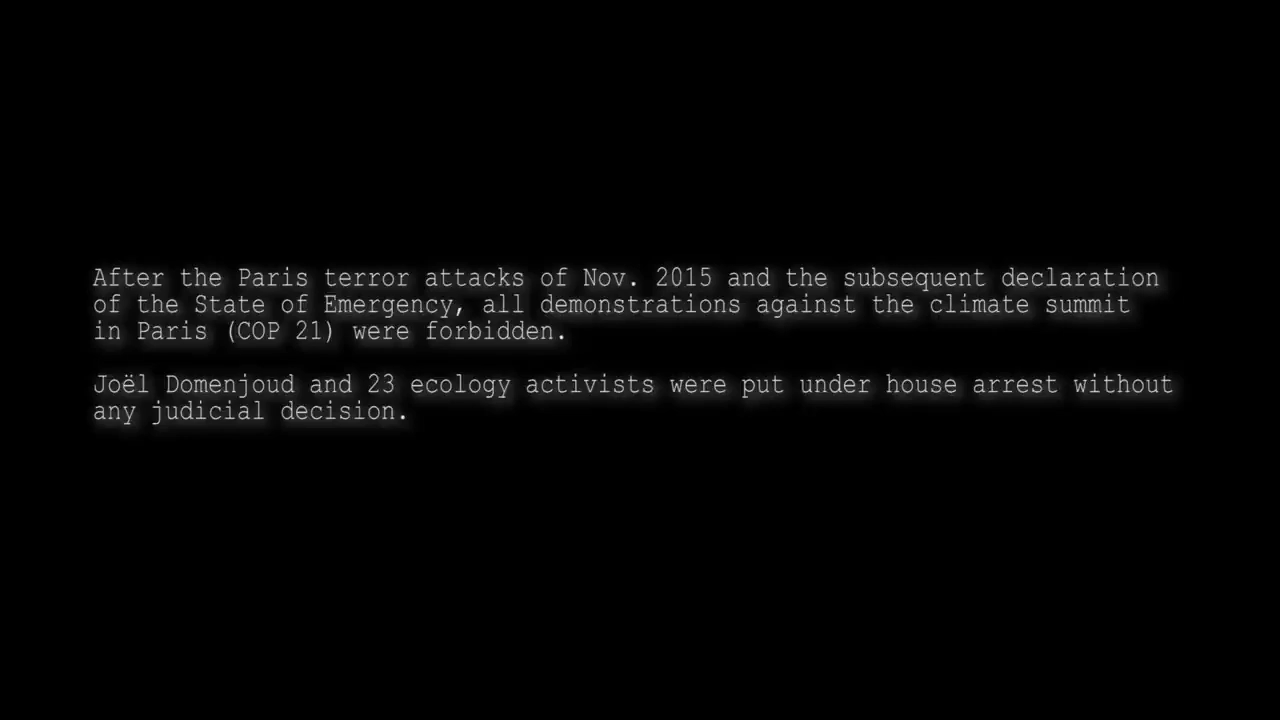 After the Paris terror attacks of Nov. 2015 and the subsequent declaration
of the State of Emergency, all demonstrations against the climate summit
in Paris (COP 21) were forbidden.
Joël Domenjoud and 23 ecology activists were put under house arrest without
any judicial decision.